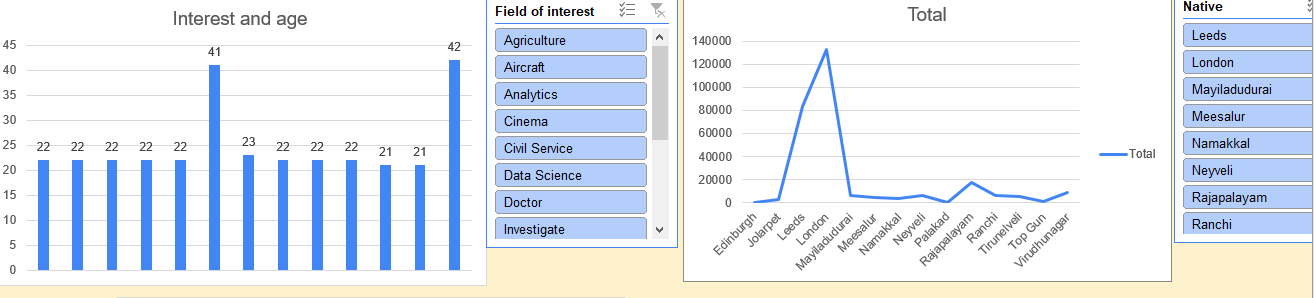 Interest and age
45
40
35
30
25
20
15
10
5
0
22 22 22 22 22 41 23 22 22 22 21 21 42
Field of interest
Agriculture
Aircraft
Analytics
Cinema
Civil Service
Data Science
Doctor
Investigate
Total
140000
120000
100000
80000
60000
40000
20000
0
Edinburgh
Jolarpet
Leeds
London
Mayiladudurai
Meesalur
Namakkal
Neyveli
Palakad
Rajapalayam
Ranchi
Tirunelveli
Top Gun
Virudhunagar
Total
Native
Leeds
London
Mayiladudurai
Meesalur
Namakkal
Neyveli
Rajapalayam
Ranchi